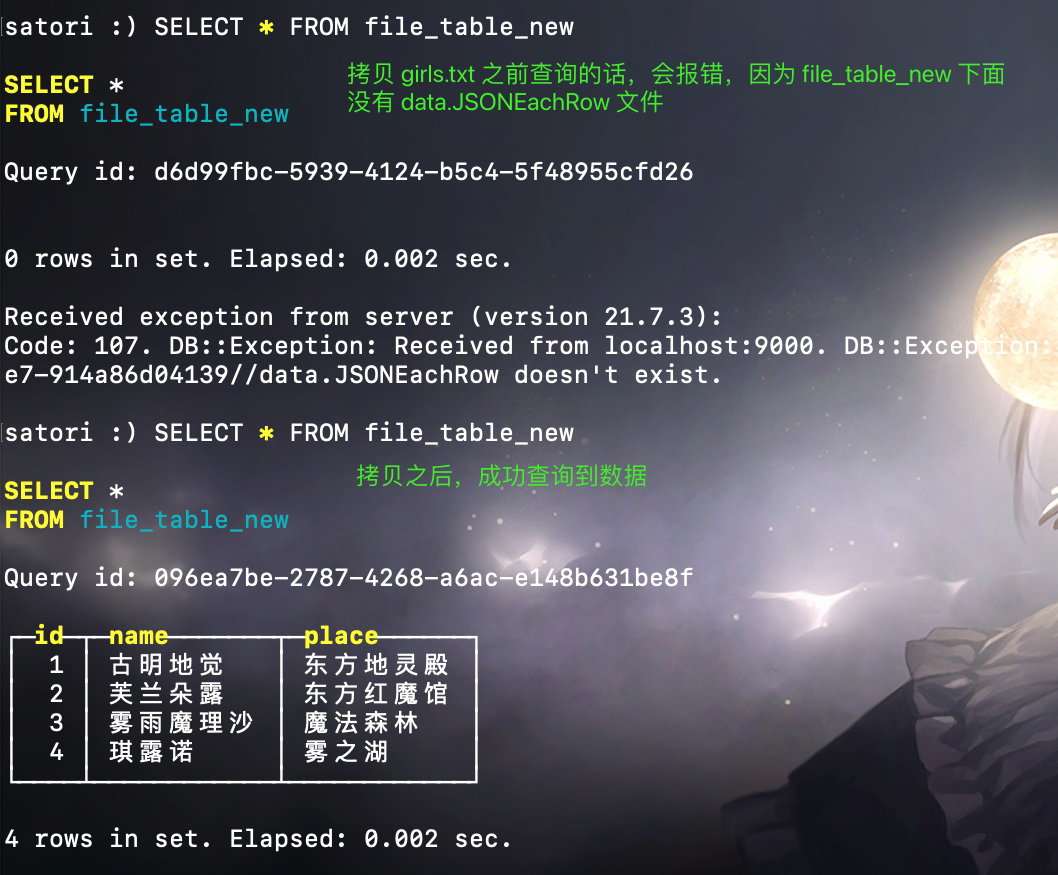 satori :) SELECT * FROM file_table_new
拷贝 girls.txt 之前查询的话，会报错，因为 file_table_new 下面
没有 data.JSONEachRow 文件
SELECT *
FROM file_table_new
Query id: d6d99fbc-5939-4124-b5c4-5f48955cfd26
0 rows in set. Elapsed: 0.002 sec.
Received exception from server (version 21.7.3):
Code: 107. DB::Exception: Received from localhost:9000. DB::Exception:
e7-914a86d04139//data.JSONEachRow doesn't exist.
satori :) SELECT * FROM file_table_new
拷贝之后，成功查询到数据
SELECT *
FROM file_table_new
Query id: 096ea7be-2787-4268-a6ac-e148b631be8f
id name place
1 古明地觉 东方地灵殿
2 芙兰朵露 东方红魔馆
3 雾雨魔理沙 魔法森林
4 琪露诺 雾之湖
4 rows in set. Elapsed: 0.002 sec.